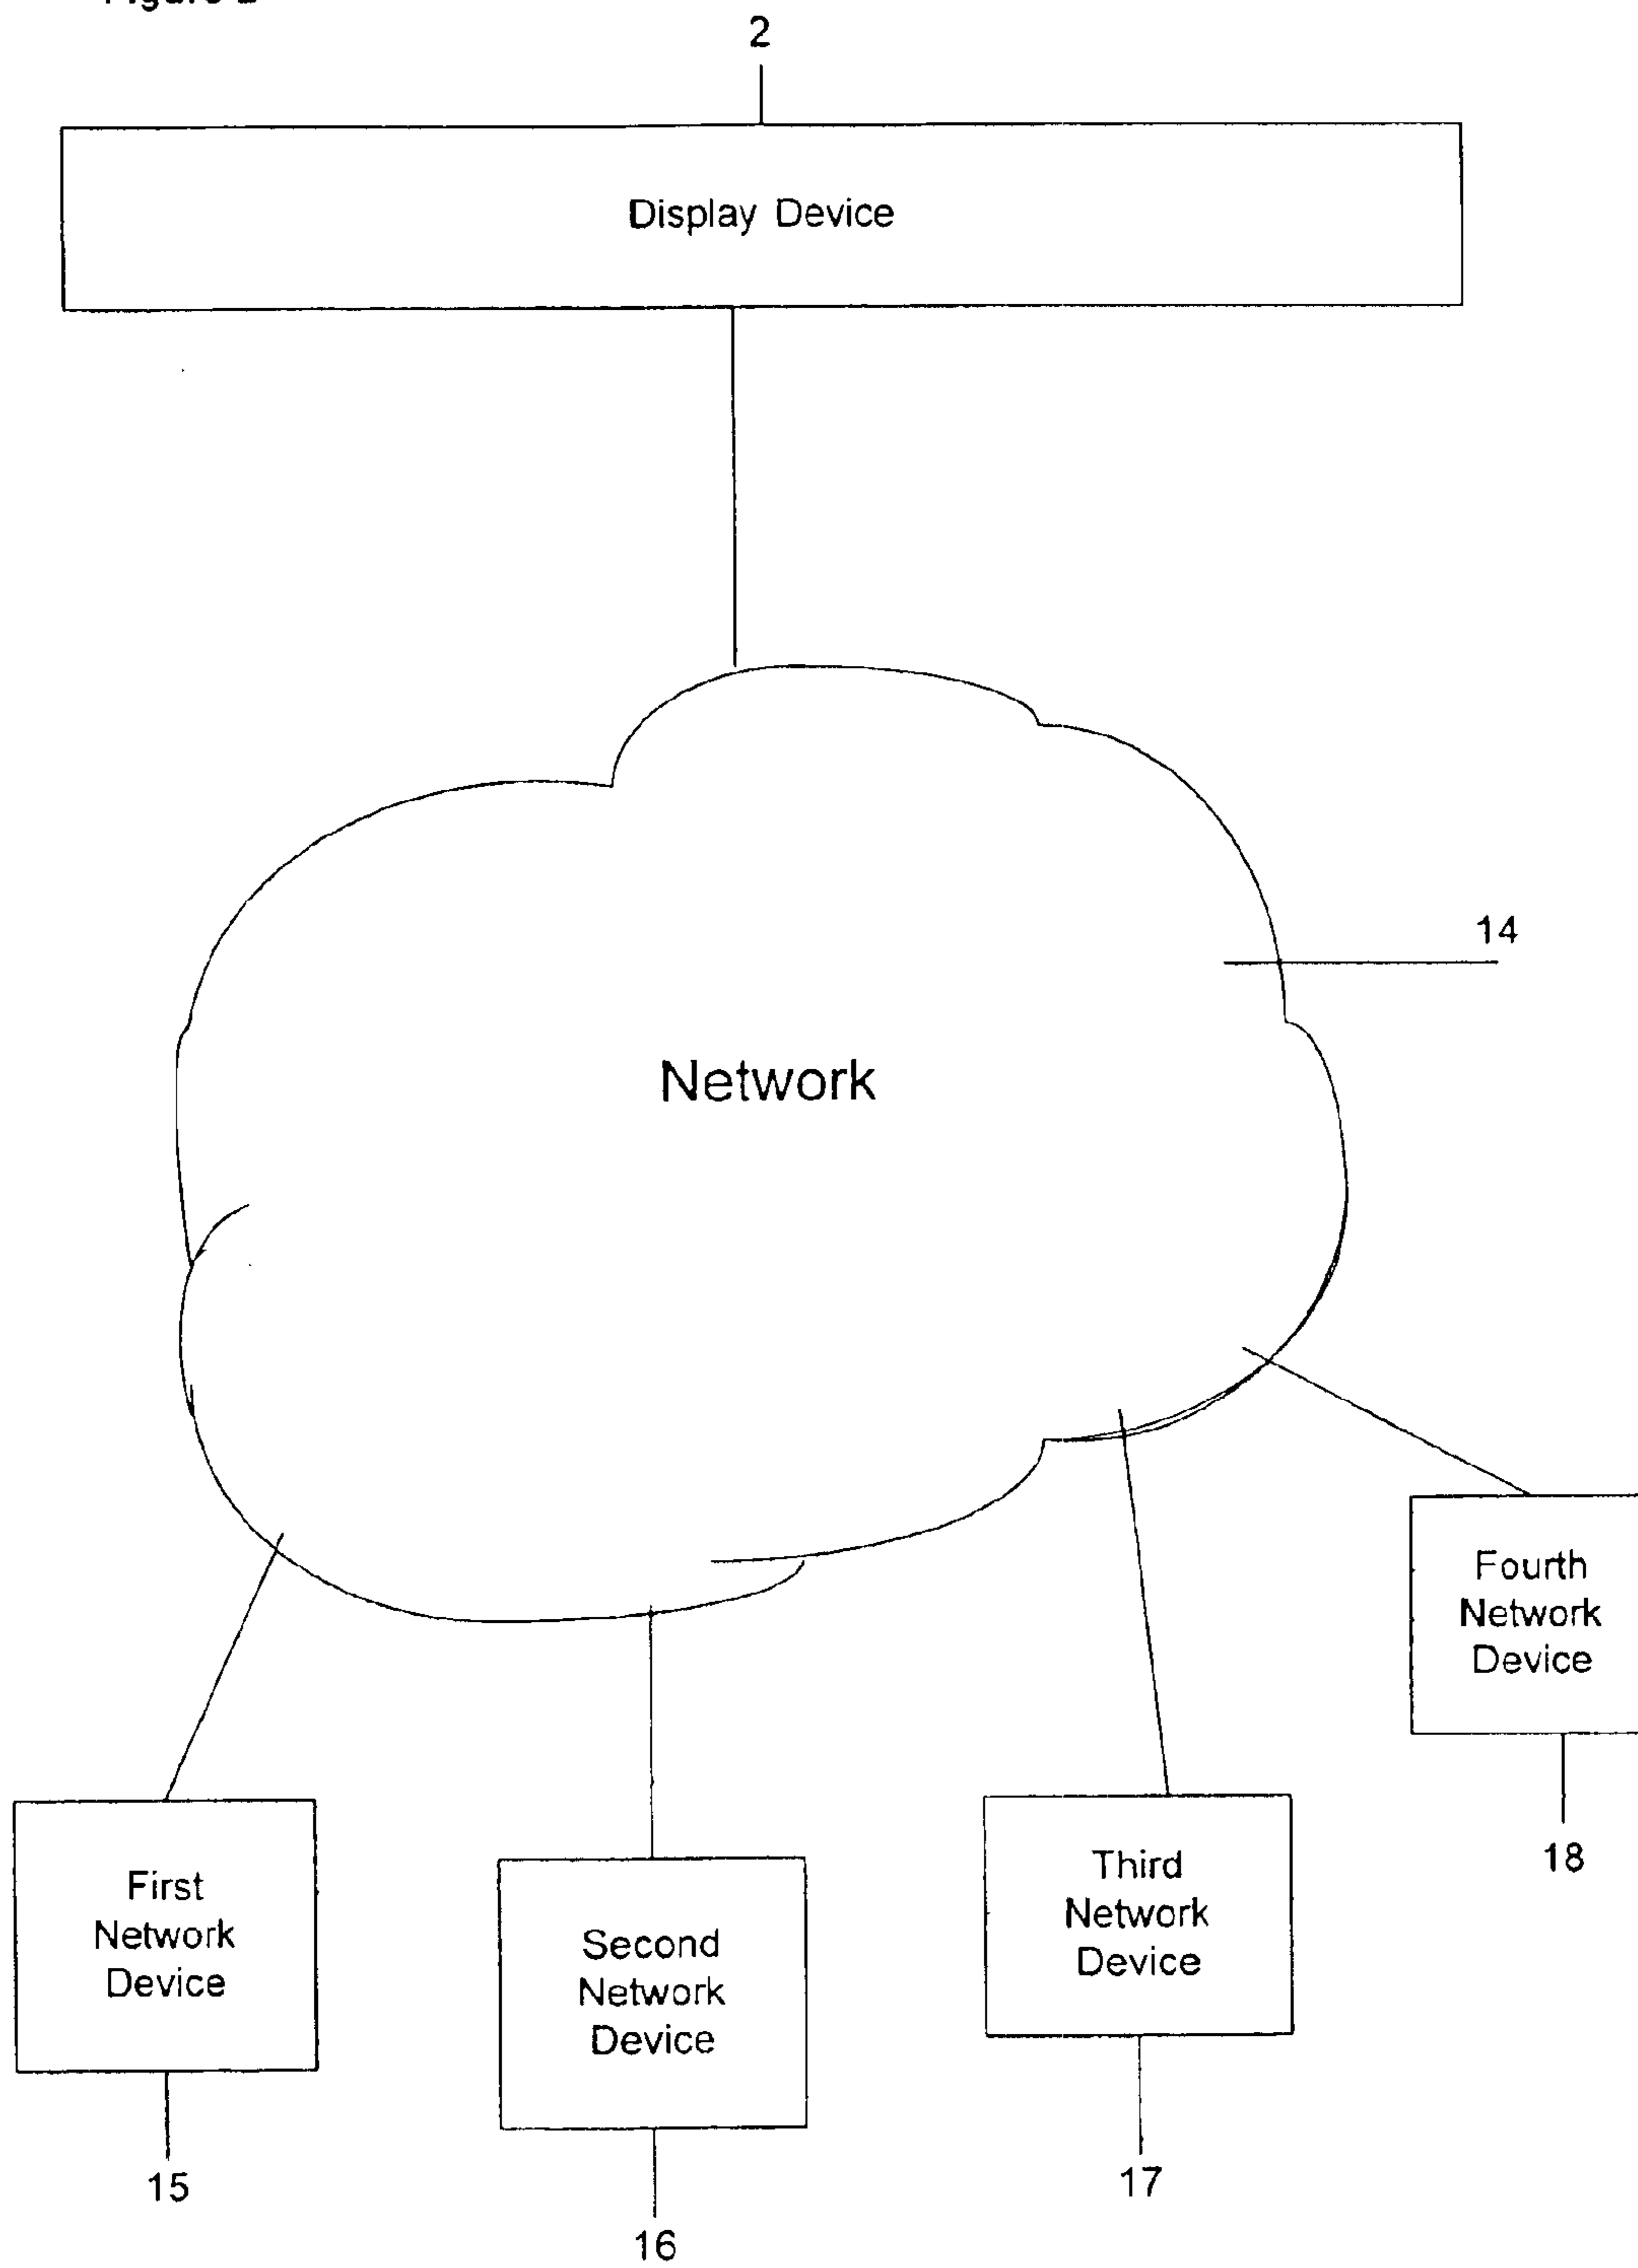 2
Display Device
14
Network
Fourth
Network
Device
18
First
Network
Device
15
Second
Network
Device
16
Third
Network
Device
17